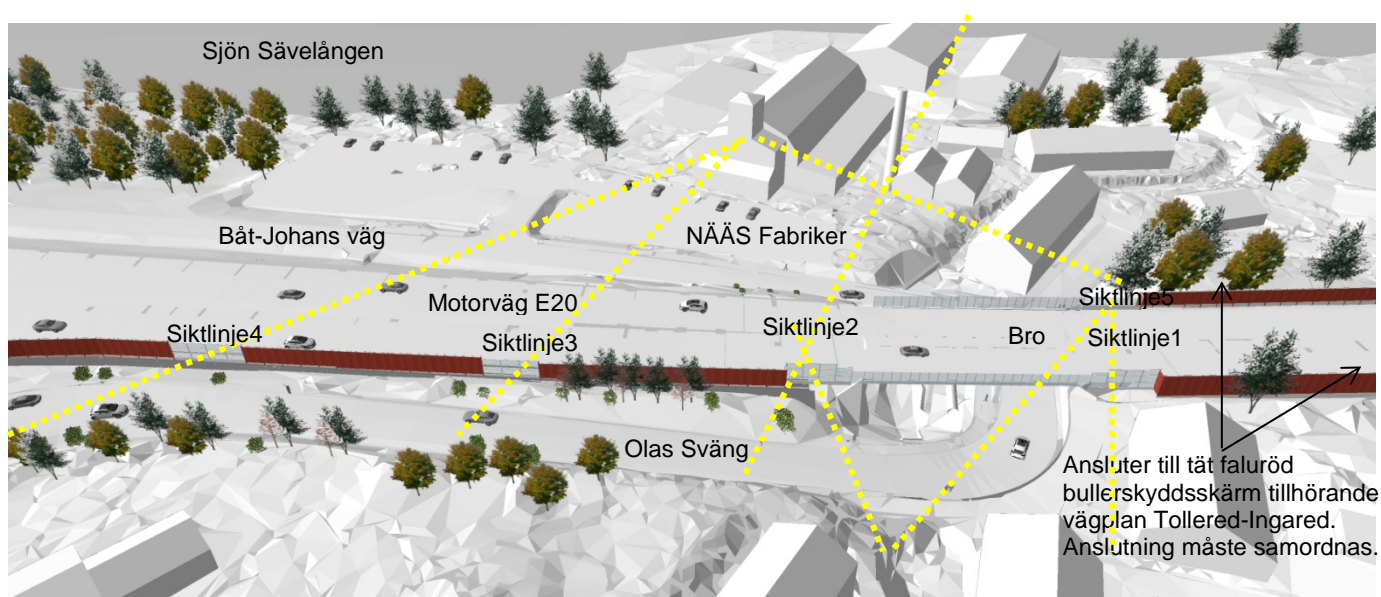 Sjön Sävelången
Båt-Johans väg
NÄÄS Fabriker
Motorväg E20
Siktlinje5
Siktlinje4
Siktlinje3
Siktlinje2
Bro
Siktlinje1
Olas Sväng
Ansluter till tät faluröd
bullerskyddsskärm tillhörande
vägplan Tollered-Ingared.
Anslutning måste samordnas.